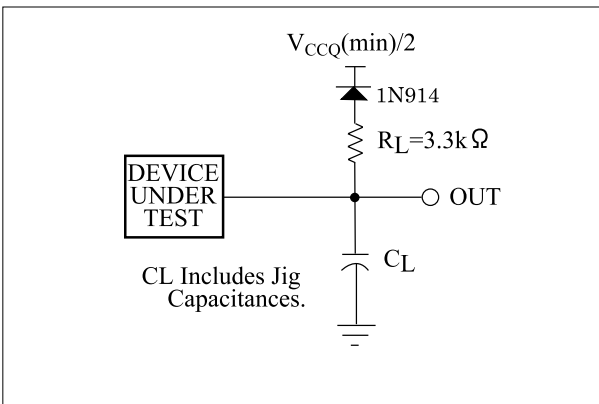 VCCQ(min)/2
1N914
RL=3.3kΩ
DEVICE
UNDER
TEST
OUT
CL
CL Includes Jig
Capacitances.